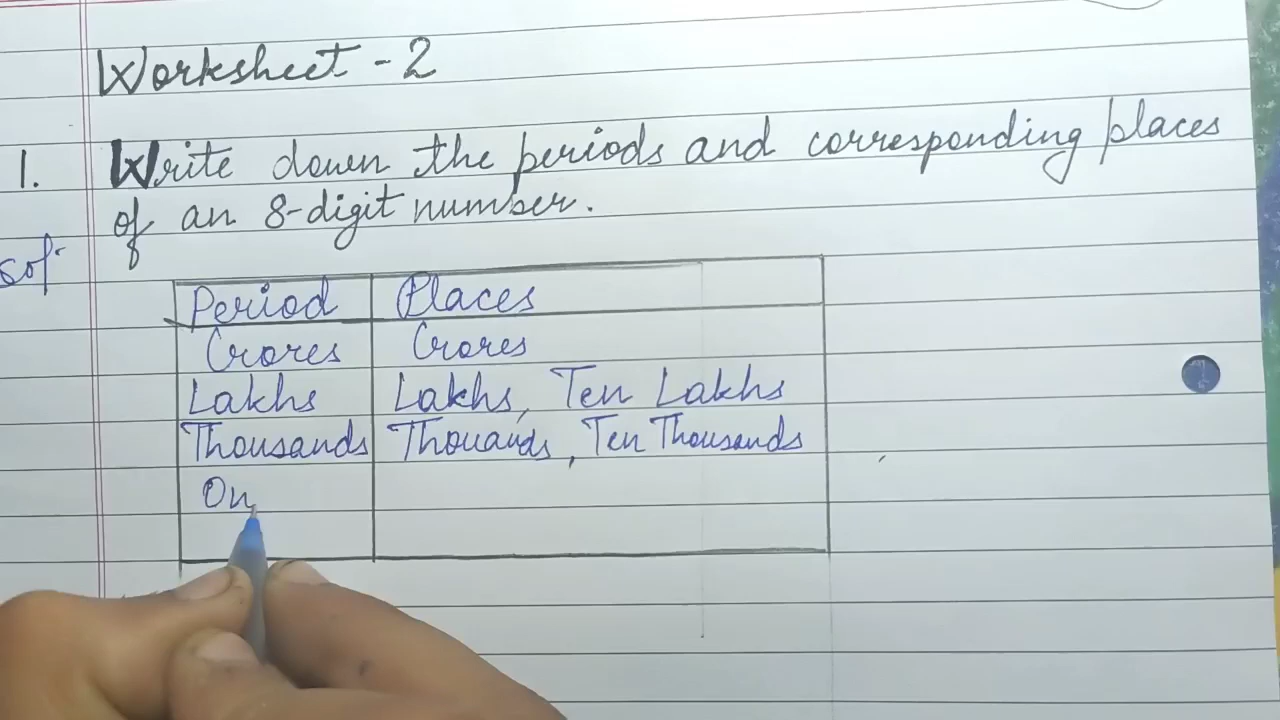 Worksheet - 2
1. Write down the periods and corresponding places
of an 8-digit number.
Sol.
Period Places
Crores Crores
Lakhs Lakhs, Ten Lakhs
Thousands Thouands, Ten Thousands
On